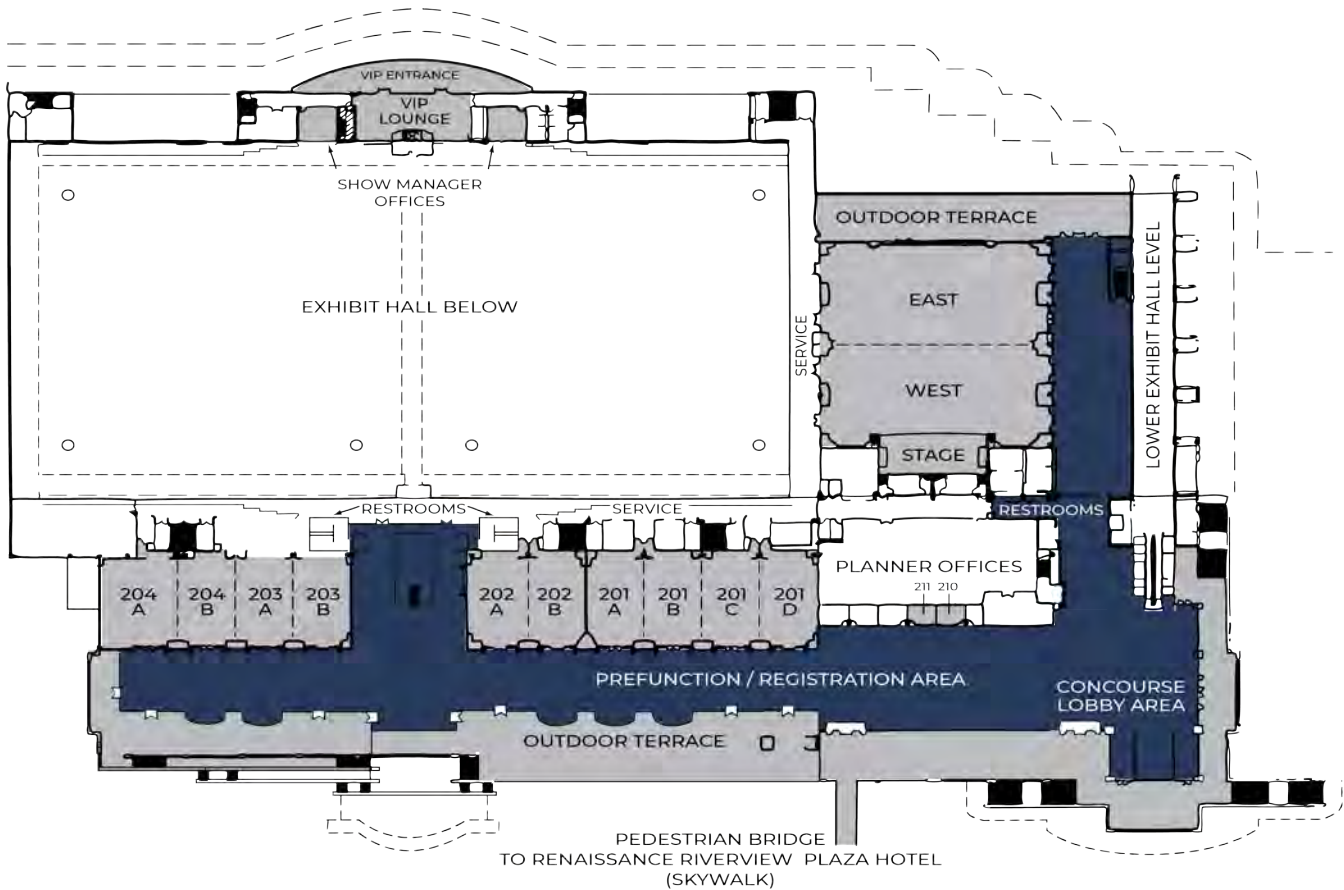 VIP ENTRANCE
VIP
LOUNGE
SHOW MANAGER
OFFICES
OUTDOOR TERRACE
EXHIBIT HALL BELOW
EAST
WEST
STAGE
SERVICE
LOWER EXHIBIT HALL LEVEL
RESTROOMS
SERVICE
RESTROOMS
PLANNER OFFICES
211 210
204
A
204
B
203
A
203
B
202
A
202
B
201
A
201
B
201
C
201
D
PREFUNCTION / REGISTRATION AREA
CONCOURSE
LOBBY AREA
OUTDOOR TERRACE
PEDESTRIAN BRIDGE
TO RENAISSANCE RIVERVIEW PLAZA HOTEL
(SKYWALK)